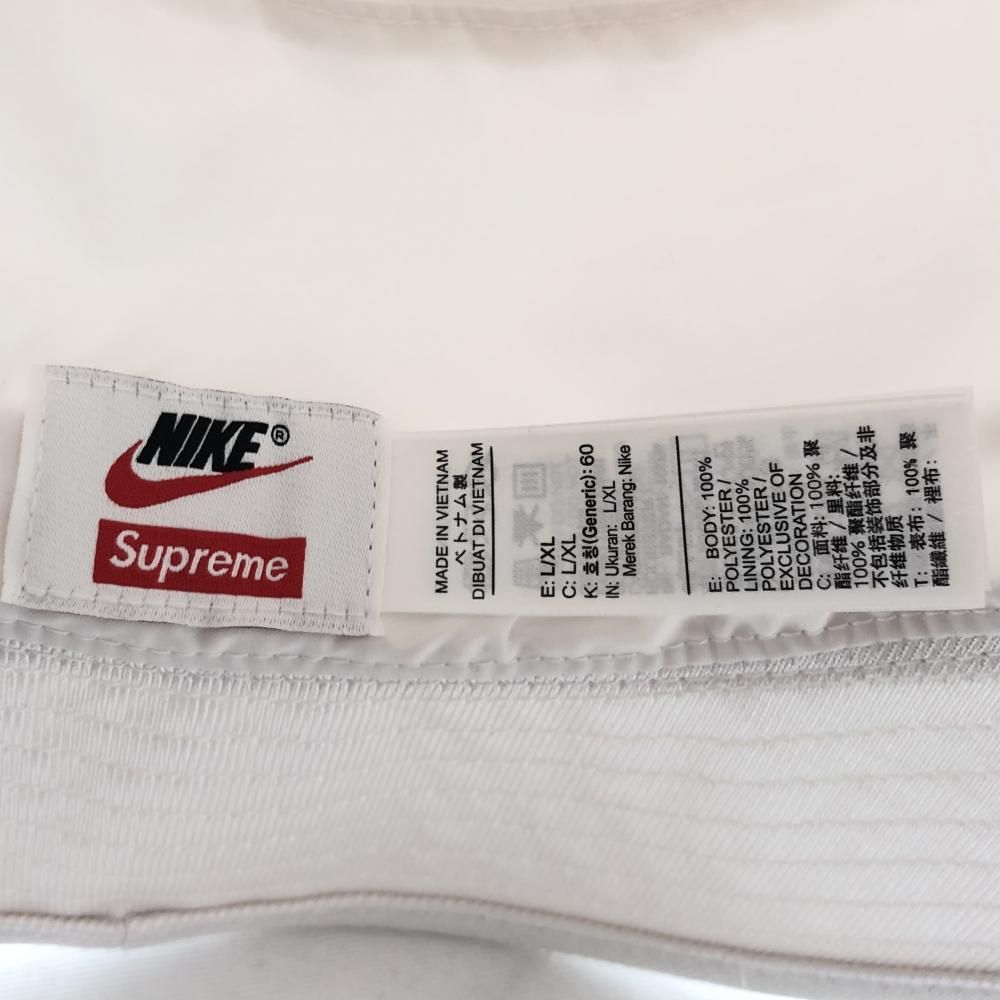 NIKE®
Supreme
MADE IN VIETNAM
ベトナム製
DIBUAT DI VIETNAM
E: L/XL
C: L/XL
K: 호칭(Generic): 60
IN: Ukuran: L/XL
Merek Barang: Nike
E: BODY: 100%
POLYESTER /
LINING: 100%
POLYESTER /
EXCLUSIVE OF
DECORATION
C: 面料: 100% 聚
酯纤维 / 里料:
100% 聚酯纤维 /
不包括装饰部分及非
纤维物质
T: 表布: 100% 聚
酯纖維 / 裡布: